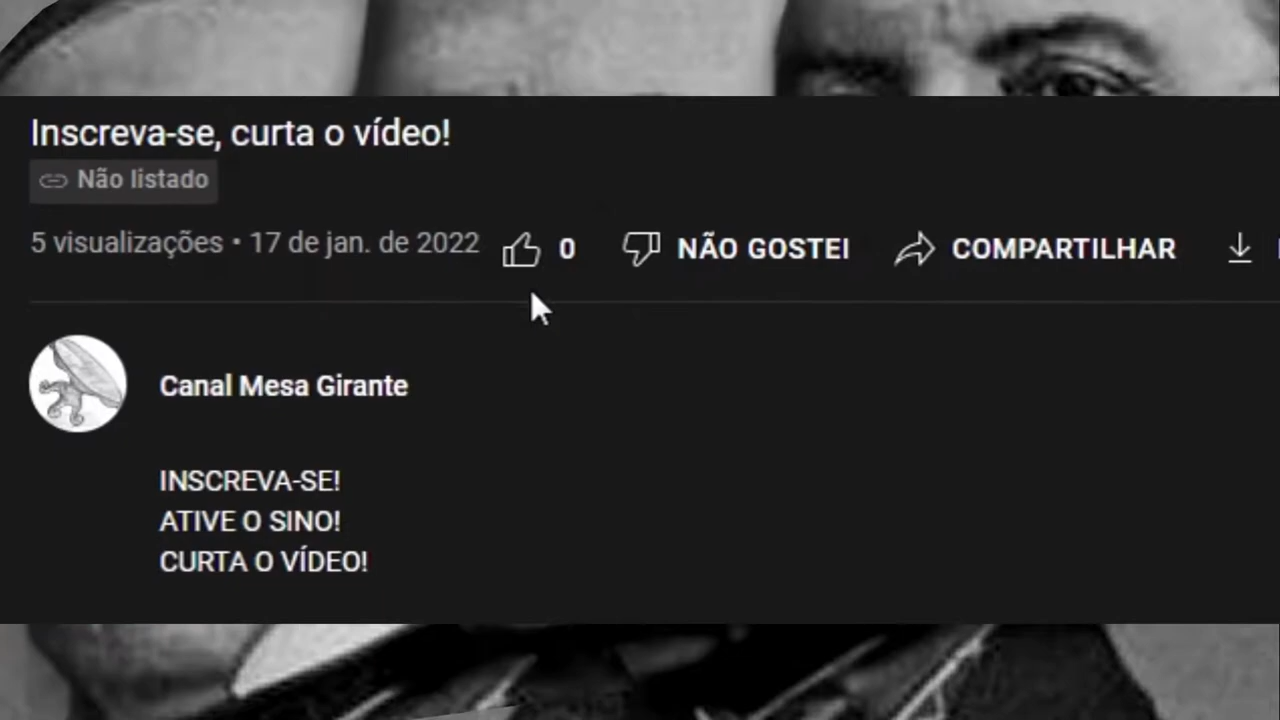 Inscreva-se, curta o vídeo!
Não listado
5 visualizações • 17 de jan. de 2022 0 NÃO GOSTEI COMPARTILHAR
Canal Mesa Girante
INSCREVA-SE!
ATIVE O SINO!
CURTA O VÍDEO!